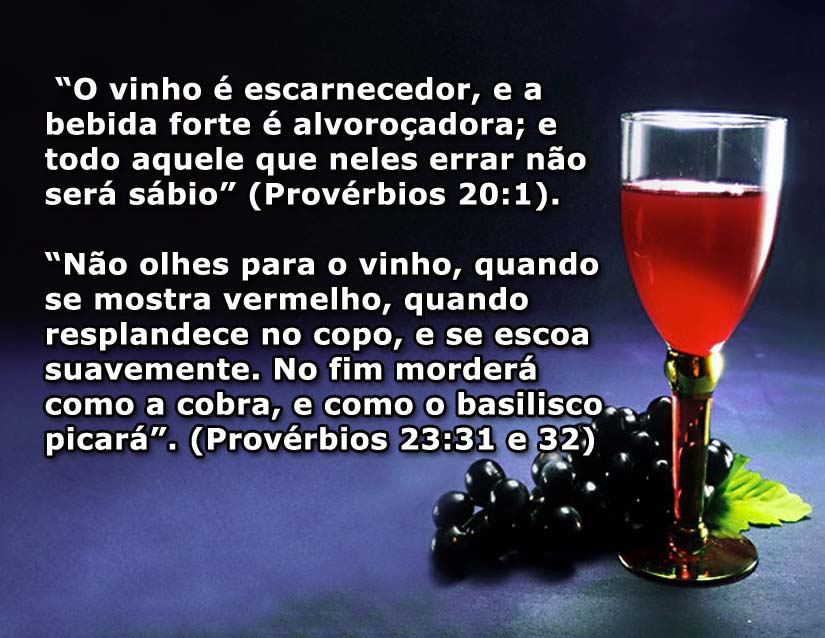 “O vinho é escarnecedor, e a
bebida forte é alvoroçadora; e
todo aquele que neles errar não
será sábio” (Provérbios 20:1).
“Não olhes para o vinho, quando
se mostra vermelho, quando
resplandece no copo, e se escoa
suavemente. No fim morderá
como a cobra, e como o basilisco
picará”. (Provérbios 23:31 e 32)